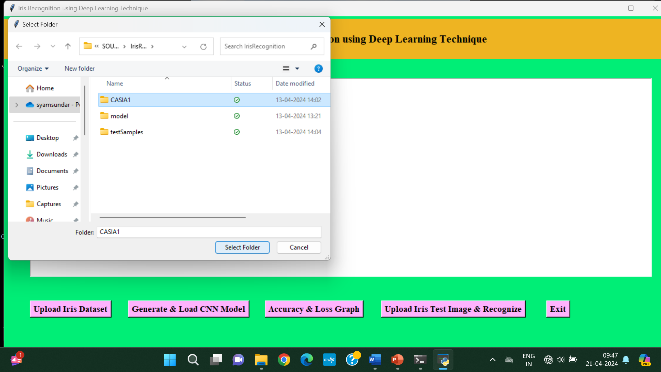 Iris Recognition using Deep Learning Technique
Select Folder
on using Deep Learning Technique
« SOU... > IrisR... >
Search IrisRecognition
Organize
New folder
Name Status Date modified
Home
syamsundar - P
Desktop
Downloads
Documents
Pictures
Captures
Music
CASIA1 13-04-2024 14:02
model 13-04-2024 13:21
testSamples 13-04-2024 14:04
Folder: CASIA1
Select Folder Cancel
Upload Iris Dataset Generate & Load CNN Model Accuracy & Loss Graph Upload Iris Test Image & Recognize Exit
ENG
IN
09:47
21-04-2024